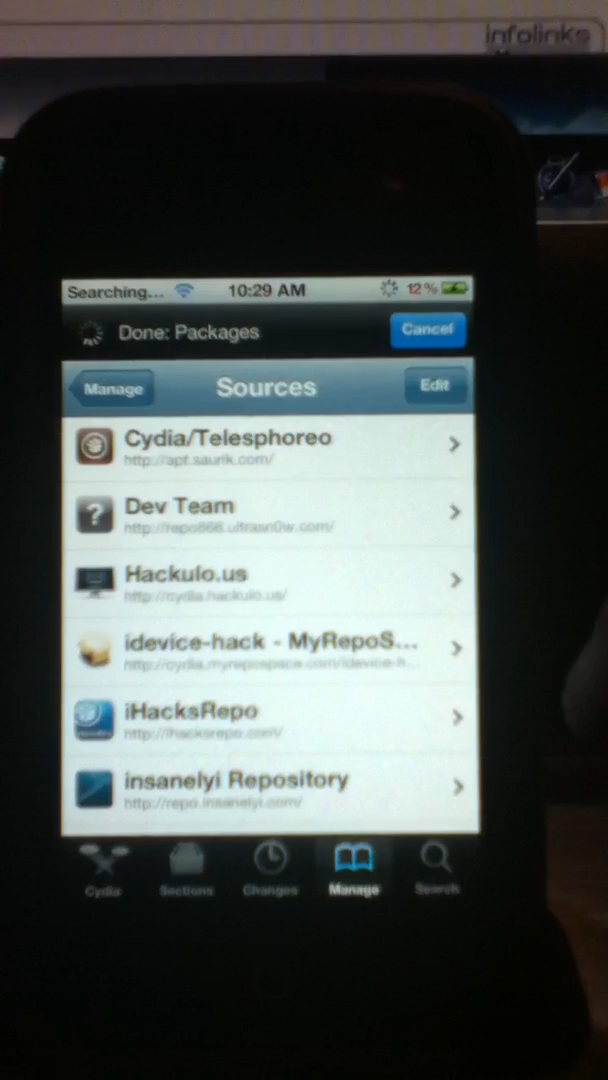 infolinks
Searching... 10:29 AM 12%
Done: Packages Cancel
Manage Sources Edit
Cydia/Telesphoreo
http://apt.saurik.com/
Dev Team
http://repo666.ultrasn0w.com/
Hackulo.us
http://cydia.hackulo.us/
idevice-hack - MyRepoS...
http://cydia.myrepospace.com/idevice-h...
iHacksRepo
http://ihacksrepo.com/
insanelyi Repository
http://repo.insanelyi.com/
Cydia Sections Changes Manage Search